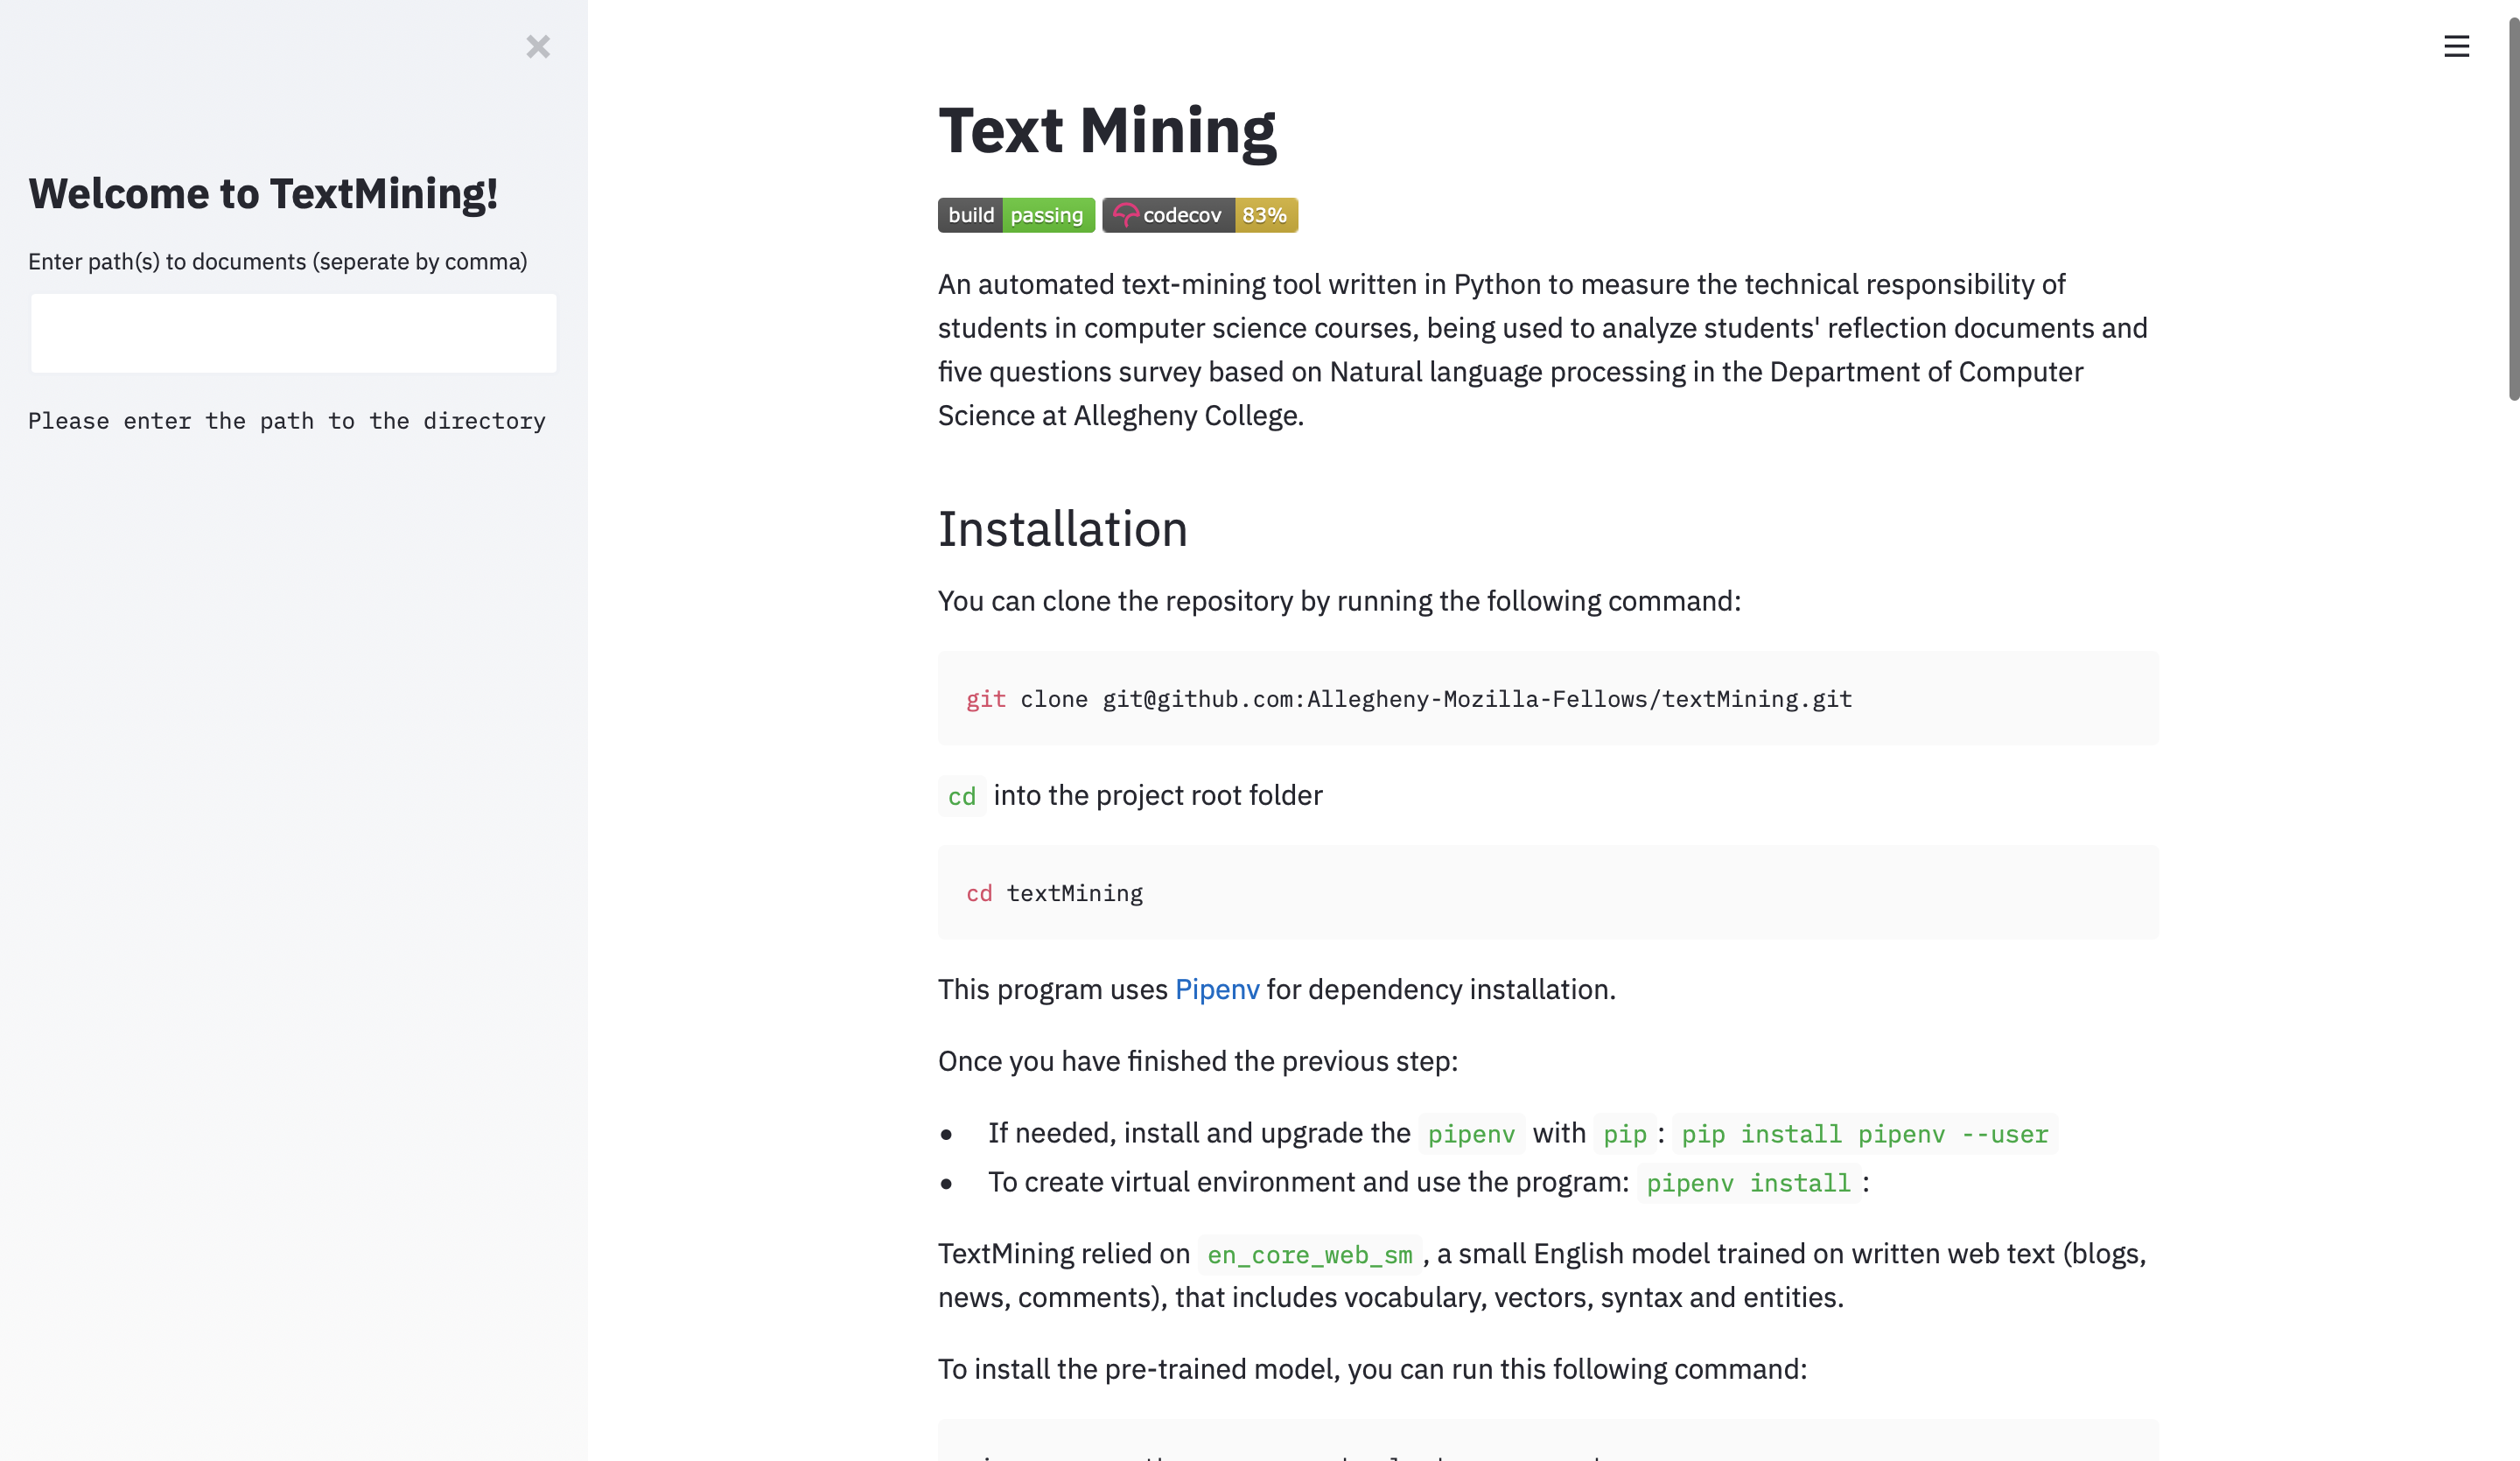 Welcome to TextMining!
Enter path(s) to documents (seperate by comma)
Please enter the path to the directory
Text Mining
build passing codecov 83%
An automated text-mining tool written in Python to measure the technical responsibility of
students in computer science courses, being used to analyze students' reflection documents and
five questions survey based on Natural language processing in the Department of Computer
Science at Allegheny College.
Installation
You can clone the repository by running the following command:
git clone git@github.com:Allegheny-Mozilla-Fellows/textMining.git
cd into the project root folder
cd textMining
This program uses Pipenv for dependency installation.
Once you have finished the previous step:
● If needed, install and upgrade the pipenv with pip : pip install pipenv --user
● To create virtual environment and use the program: pipenv install :
TextMining relied on en_core_web_sm , a small English model trained on written web text (blogs,
news, comments), that includes vocabulary, vectors, syntax and entities.
To install the pre-trained model, you can run this following command: